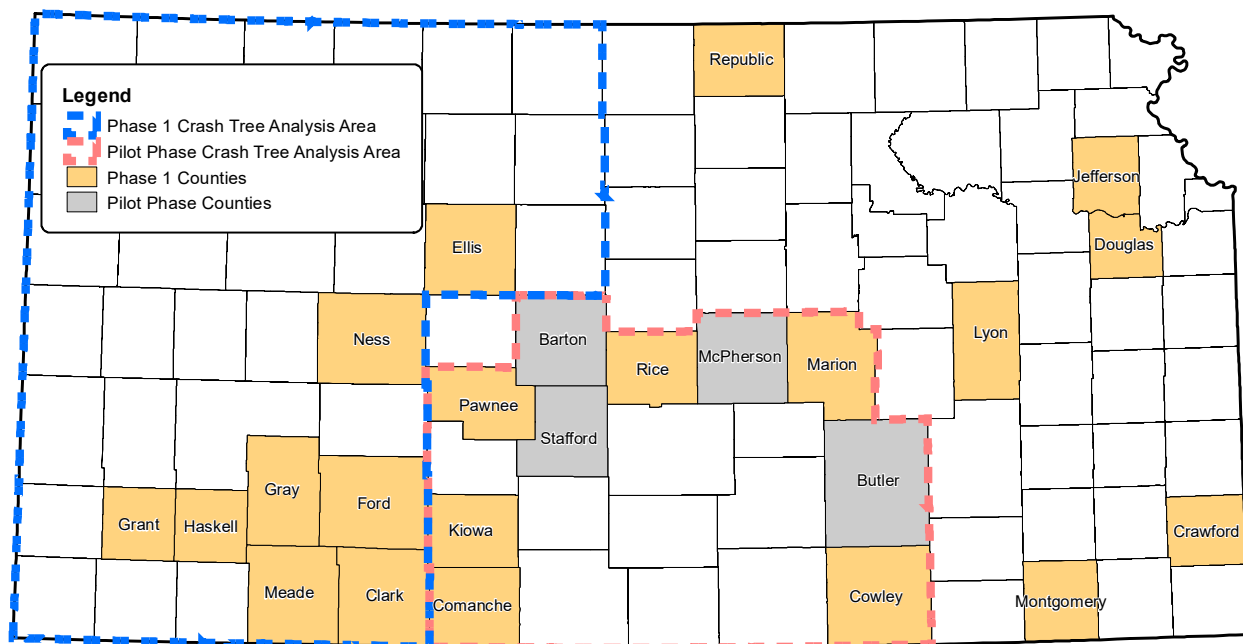 Republic
Legend
Phase 1 Crash Tree Analysis Area
Pilot Phase Crash Tree Analysis Area
Phase 1 Counties
Pilot Phase Counties
Jefferson
Ellis
Douglas
Ness
Barton
Lyon
Rice
McPherson
Marion
Pawnee
Stafford
Gray
Ford
Butler
Grant
Haskell
Kiowa
Crawford
Meade
Clark
Comanche
Cowley
Montgomery